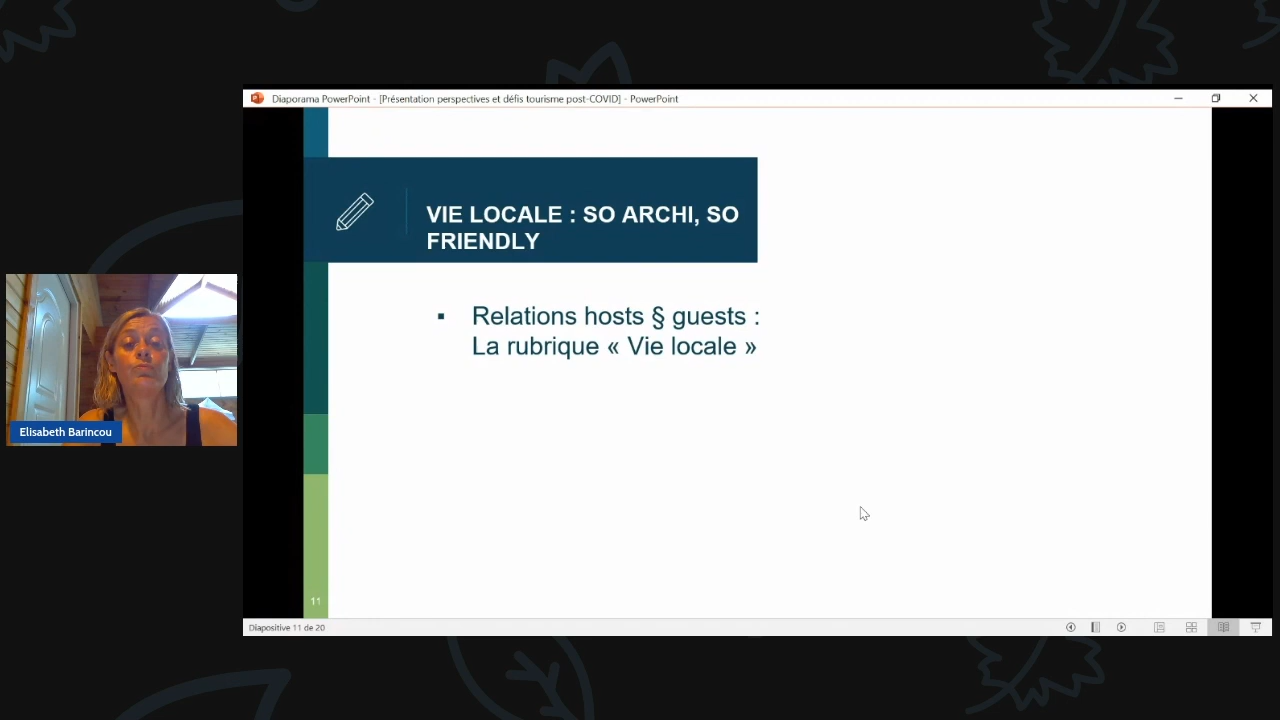 Diaporama PowerPoint - [Présentation perspectives et défis tourisme post-COVID] - PowerPoint
VIE LOCALE : SO ARCHI, SO
FRIENDLY
▪ Relations hosts § guests :
La rubrique « Vie locale »
Elisabeth Barincou
11
Diapositive 11 de 20